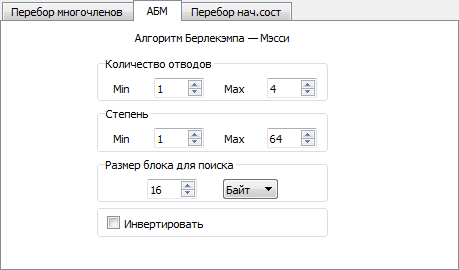 Перебор многочленов АБМ Перебор нач.сост
Алгоритм Берлекэмпа — Мэсси
Количество отводов
Min 1 Max 4
Степень
Min 1 Max 64
Размер блока для поиска
16 Байт
Инвертировать